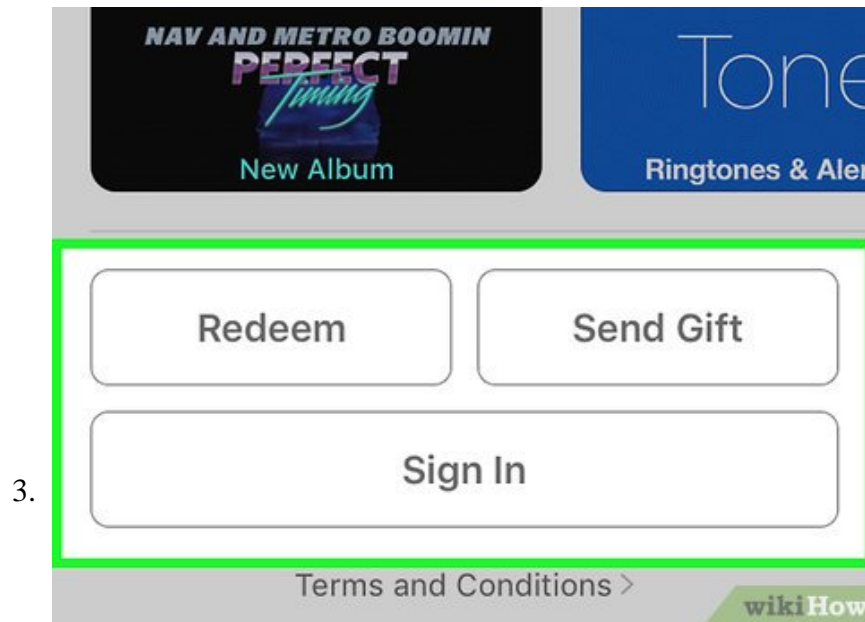 NAV AND METRO BOOMIN
PERFECT
Timing
New Album
Tone
Ringtones & Aler
Redeem
Send Gift
Sign In
3.
Terms and Conditions >
wikiHow